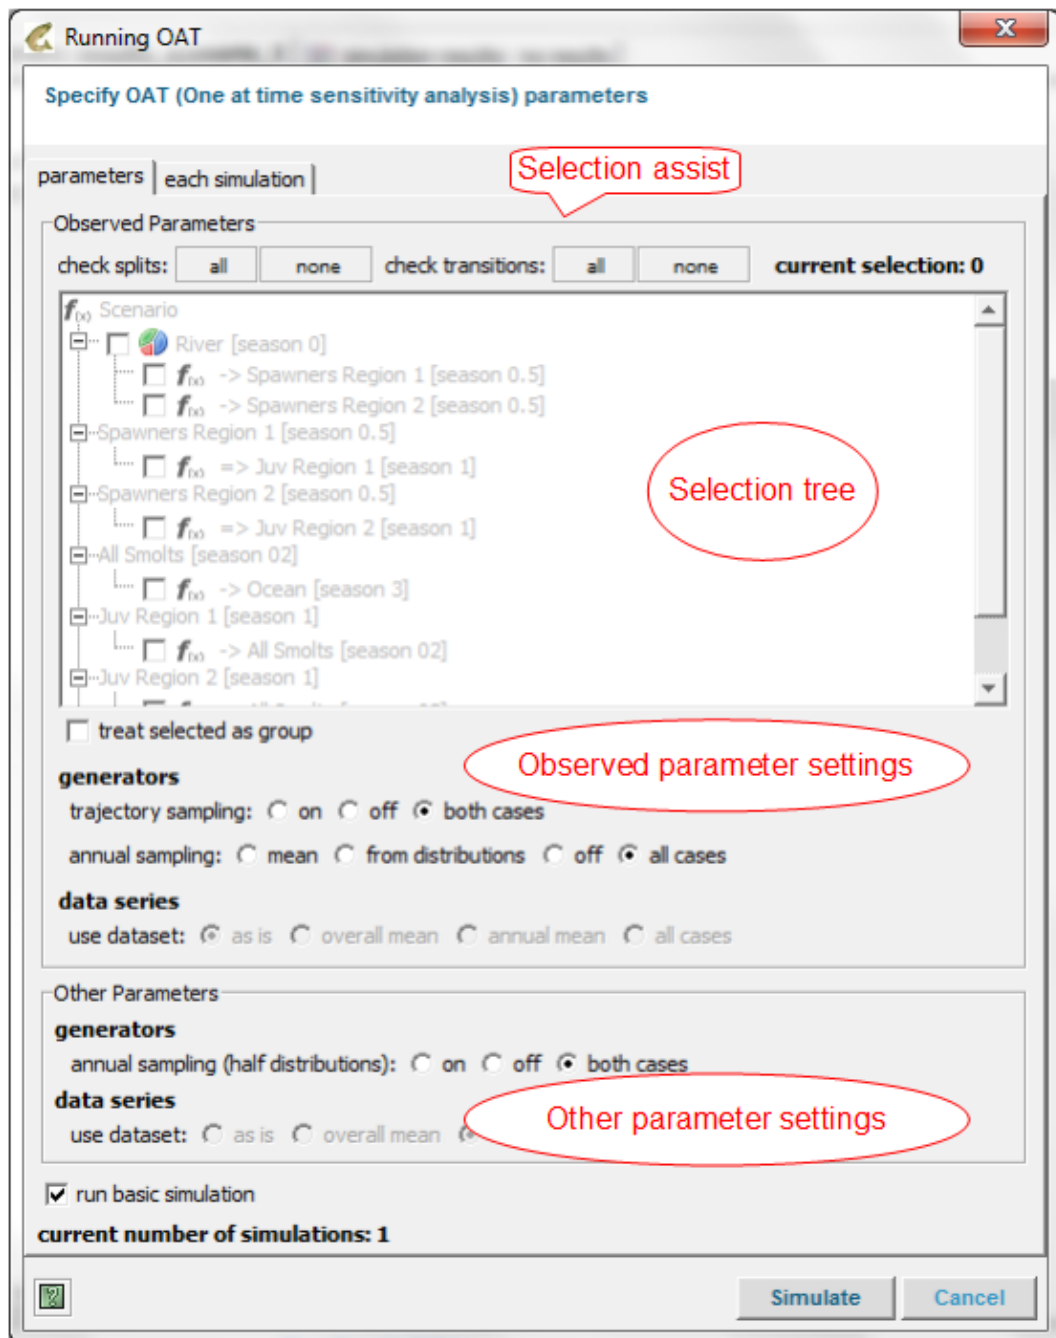 Running OAT
Specify OAT (One at time sensitivity analysis) parameters
parameters each simulation
Selection assist
Observed Parameters
check splits: all none check transitions: all none current selection: 0
f(x) Scenario
River [season 0]
f(x) -> Spawners Region 1 [season 0.5]
f(x) -> Spawners Region 2 [season 0.5]
Spawners Region 1 [season 0.5]
f(x) => Juv Region 1 [season 1]
Spawners Region 2 [season 0.5]
f(x) => Juv Region 2 [season 1]
All Smolts [season 02]
f(x) -> Ocean [season 3]
Juv Region 1 [season 1]
f(x) -> All Smolts [season 02]
Juv Region 2 [season 1]
Selection tree
treat selected as group
Observed parameter settings
generators
trajectory sampling: on off both cases
annual sampling: mean from distributions off all cases
data series
use dataset: as is overall mean annual mean all cases
Other Parameters
generators
annual sampling (half distributions): on off both cases
data series
use dataset: as is overall mean
Other parameter settings
run basic simulation
current number of simulations: 1
Simulate Cancel